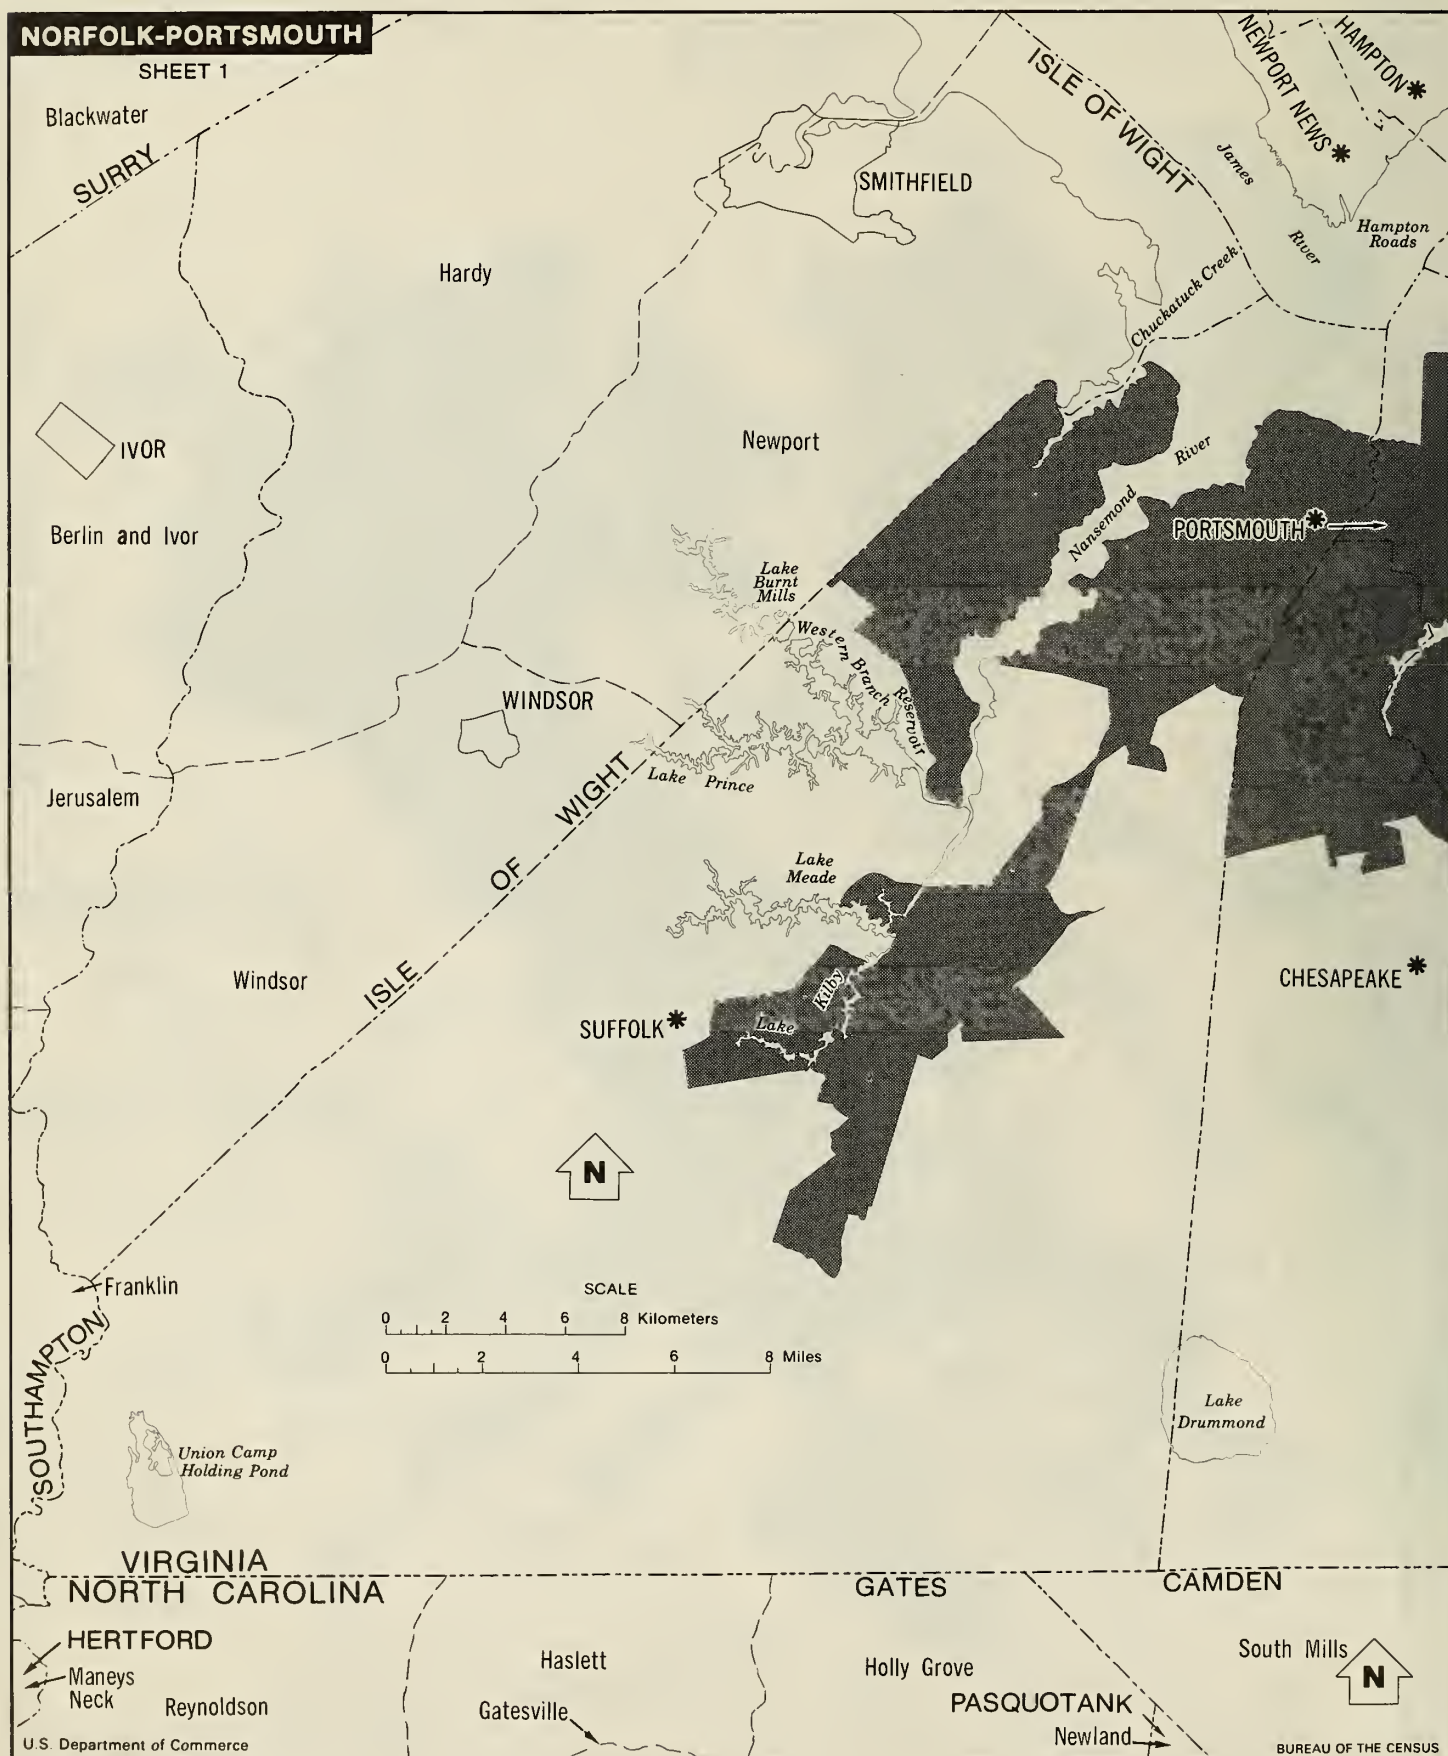 NORFOLK-PORTSMOUTH
SHEET 1
Blackwater
SURRY
ISLE OF WIGHT
NEWPORT NEWS
HAMPTON
James
River
Hampton
Roads
SMITHFIELD
Hardy
Chuckatuck Creek
IVOR
Newport
River
Nansemond
PORTSMOUTH
Berlin and Ivor
Lake
Burnt
Mills
Western Branch Reservoir
WINDSOR
Lake Prince
Jerusalem
ISLE OF WIGHT
Lake
Meade
Windsor
Lake Kilby
SUFFOLK
CHESAPEAKE
N
Franklin
SCALE
0 2 4 6 8 Kilometers
0 2 4 6 8 Miles
SOUTHAMPTON
Lake
Drummond
Union Camp
Holding Pond
VIRGINIA
NORTH CAROLINA
GATES
CAMDEN
HERTFORD
Maneys
Neck
Reynoldson
Haslett
Gatesville
Holly Grove
South Mills
N
PASQUOTANK
Newland
U.S. Department of Commerce
BUREAU OF THE CENSUS